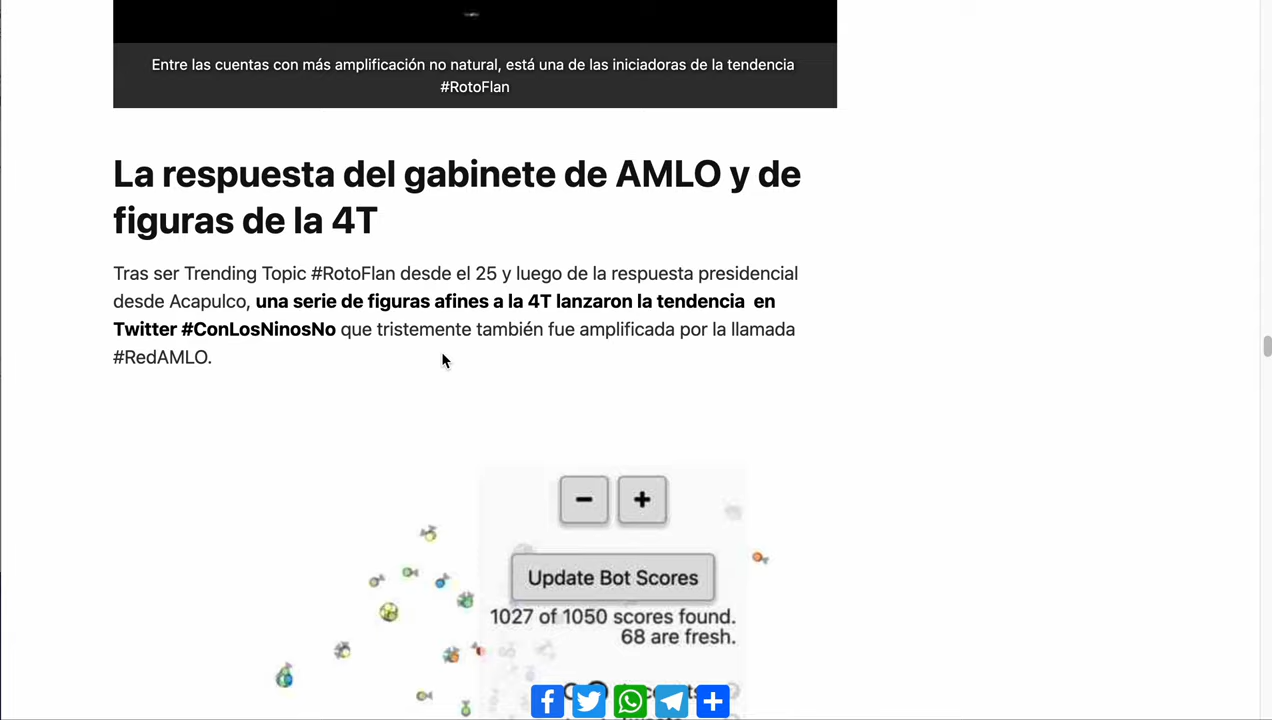 Entre las cuentas con más amplificación no natural, está una de las iniciadoras de la tendencia
#RotoFlan
La respuesta del gabinete de AMLO y de
figuras de la 4T
Tras ser Trending Topic #RotoFlan desde el 25 y luego de la respuesta presidencial
desde Acapulco, una serie de figuras afines a la 4T lanzaron la tendencia en
Twitter #ConLosNinosNo que tristemente también fue amplificada por la llamada
#RedAMLO.
Update Bot Scores
1027 of 1050 scores found.
68 are fresh.